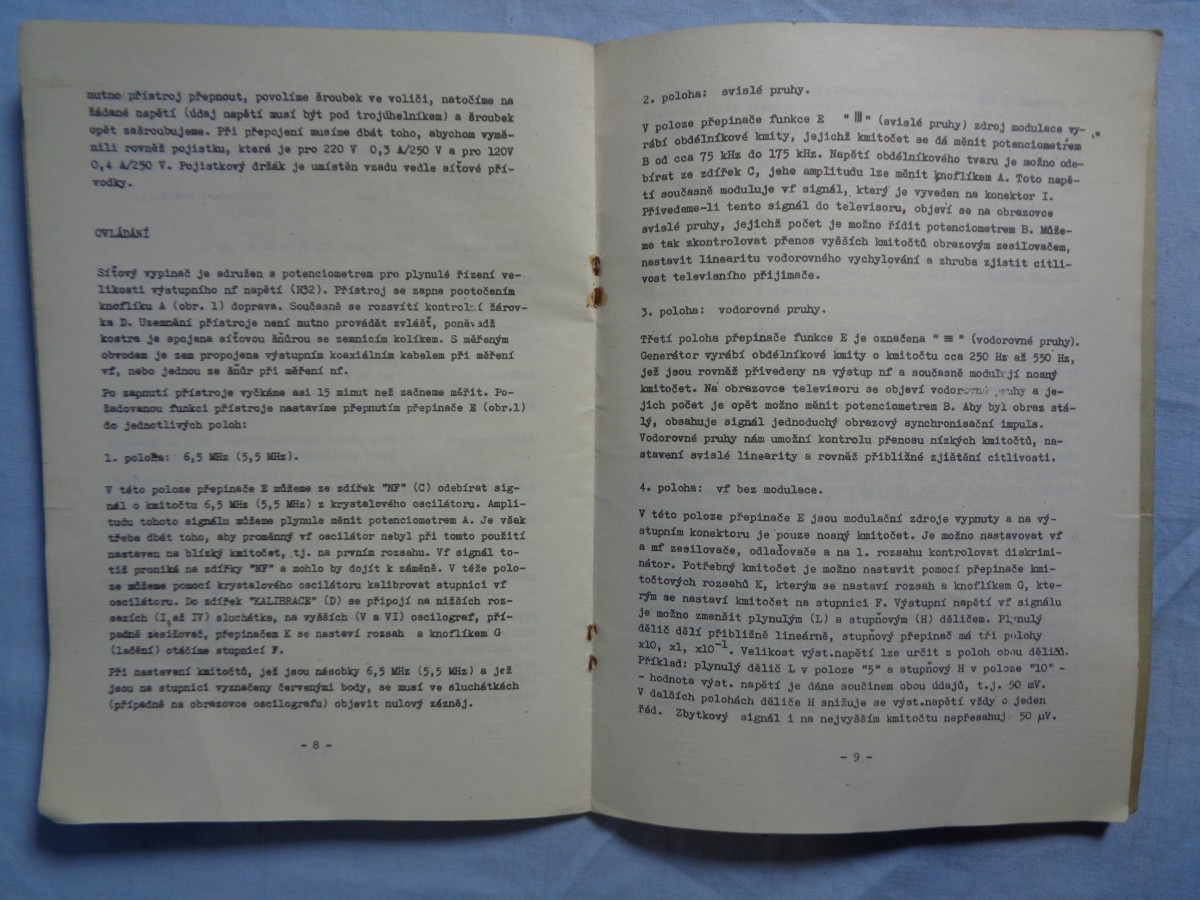 nutno přístroj přepnout, povolíme šroubek ve voliči, natočíme na
žádané napětí (údaj napětí musí být pod trojúhelníkem) a šroubek
opět zašroubujeme. Při přepojení musíme dbát toho, abychom vymě-
nili rovněž pojistku, která je pro 220 V 0,3 A/250 V a pro 120V
0,4 A/250 V. Pojistkový držák je umístěn vzadu vedle síťové pří-
vodky.
OVLÁDÁNÍ
Síťový vypinač je sdružen s potenciometrem pro plynulé řízení ve-
likosti výstupního nf napětí (R32). Přístroj se zapne pootočením
knoflíku A (obr. 1) doprava. Současně se rozsvítí kontrolní žárov-
ka D. Uzemnění přístroje není nutno provádět zvlášť, poněvadž
kostra je spojena síťovou šňůrou se zemnicím kolíkem. S měřeným
obvodem je zem propojena výstupním koaxiálním kabelem při měření
vf, nebo jednou ze šňůr při měření nf.
Po zapnutí přístroje vyčkáme asi 15 minut než začneme měřit. Po-
žadovanou funkci přístroje nastavíme přepnutím přepinače E (obr.1)
do jednotlivých poloh:
1. poloha: 6,5 MHz (5,5 MHz).
V této poloze přepinače E můžeme ze zdířek "NF" (C) odebírat sig-
nál o kmitočtu 6,5 MHz (5,5 MHz) z krystalového oscilátoru. Ampli-
tudu tohoto signálu můžeme plynule měnit potenciometrem A. Je však
třeba dbát toho, aby proměnný vf oscilátor nebyl při tomto použití
nastaven na blízký kmitočet, tj. na prvním rozsahu. Vf signál to-
tiž proniká na zdířky "NF" a mohlo by dojít k záměně. V téže polo-
ze můžeme pomocí krystalového oscilátoru kalibrovat stupnici vf
oscilátoru. Do zdířek "KALIBRACE" (D) se připojí na nižších roz-
sazích (I až IV) sluchátka, na vyšších (V a VI) oscilograf, pří-
padně zesilovač, přepinačem K se nastaví rozsah a knoflíkem G
(ladění) otáčíme stupnicí F.
Při nastavení kmitočtů, jež jsou násobky 6,5 MHz (5,5 MHz) a jež
jsou na stupnici vyznačeny červenými body, se musí ve sluchátkách
(případně na obrazovce oscilografu) objevit nulový zázněj.
- 8 -
2. poloha: svislé pruhy.
V poloze přepinače funkce E "|||" (svislé pruhy) zdroj modulace vy-
rábí obdélníkové kmity, jejichž kmitočet se dá měnit potenciometrem
B od cca 75 kHz do 175 kHz. Napětí obdélníkového tvaru je možno ode-
bírat ze zdířek C, jeho amplitudu lze měnit knoflíkem A. Toto napě-
tí současně moduluje vf signál, který je vyveden na konektor I.
Přivedeme-li tento signál do televisoru, objeví se na obrazovce
svislé pruhy, jejichž počet je možno řídit potenciometrem B. Může-
me tak zkontrolovat přenos vyšších kmitočtů obrazovým zesilovačem,
nastavit linearitu vodorovného vychylování a zhruba zjistit citli-
vost televisního přijimače.
3. poloha: vodorovné pruhy.
Třetí poloha přepinače funkce E je označena "≡" (vodorovné pruhy).
Generátor vyrábí obdélníkové kmity o kmitočtu cca 250 Hz až 550 Hz,
jež jsou rovněž přivedeny na výstup nf a současně modulují nosný
kmitočet. Na obrazovce televisoru se objeví vodorovné pruhy a je-
jich počet je opět možno měnit potenciometrem B. Aby byl obraz stá-
lý, obsahuje signál jednoduchý obrazový synchronisační impuls.
Vodorovné pruhy nám umožní kontrolu přenosu nízkých kmitočtů, na-
stavení svislé linearity a rovněž přibližné zjištění citlivosti.
4. poloha: vf bez modulace.
V této poloze přepinače E jsou modulační zdroje vypnuty a na vý-
stupním konektoru je pouze nosný kmitočet. Je možno nastavovat vf
a mf zesilovače, odlaďovače a na 1. rozsahu kontrolovat diskrimi-
nátor. Potřebný kmitočet je možno nastavit pomocí přepinače kmi-
točtových rozsahů K, kterým se nastaví rozsah a knoflíkem G, kte-
rým se nastaví kmitočet na stupnici F. Výstupní napětí vf signálu
je možno zmenšit plynulým (L) a stupňovým (H) děličem. Plynulý
dělič dělí přibližně lineárně, stupňový přepinač má tři polohy
x10, x1, x10⁻¹. Velikost výst.napětí lze určit z poloh obou děličů.
Příklad: plynulý dělič L v poloze "5" a stupňový H v poloze "10" -
- hodnota výst. napětí je dána součinem obou údajů, t.j. 50 mV.
V dalších polohách děliče H snižuje se výst.napětí vždy o jeden
řád. Zbytkový signál i na nejvyšším kmitočtu nepřesahuje 50 µV.
- 9 -